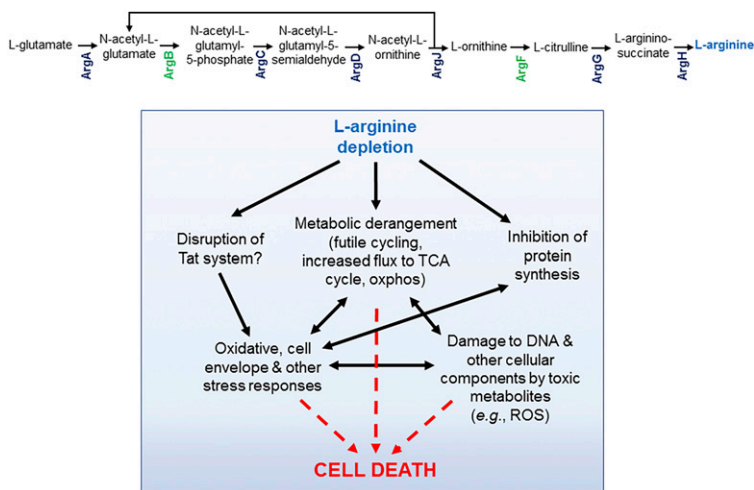 L-glutamate
N-acetyl-L-
glutamate
N-acetyl-L-
glutamyl-
5-phosphate
N-acetyl-L-
glutamyl-5-
semialdehyde
N-acetyl-L-
ornithine
L-ornithine
L-citrulline
L-arginino-
succinate
L-arginine
ArgA
ArgB
ArgC
ArgD
ArgJ
ArgF
ArgG
ArgH
L-arginine
depletion
Disruption of
Tat system?
Metabolic derangement
(futile cycling,
increased flux to TCA
cycle, oxphos)
Inhibition of
protein
synthesis
Oxidative, cell
envelope & other
stress responses
Damage to DNA &
other cellular
components by toxic
metabolites
(e.g., ROS)
CELL DEATH